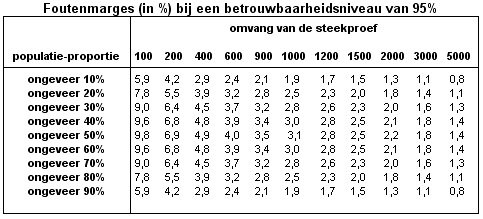 Foutenmarges (in %) bij een betrouwbaarheidsniveau van 95%
omvang van de steekproef
populatie-proportie 100 200 400 600 900 1000 1200 1500 2000 3000 5000
ongeveer 10% 5,9 4,2 2,9 2,4 2,1 1,9 1,7 1,5 1,3 1,1 0,8
ongeveer 20% 7,8 5,5 3,9 3,2 2,8 2,5 2,3 2,0 1,8 1,4 1,1
ongeveer 30% 9,0 6,4 4,5 3,7 3,2 2,8 2,6 2,3 2,0 1,6 1,3
ongeveer 40% 9,6 6,8 4,8 3,9 3,4 3,0 2,8 2,5 2,1 1,8 1,4
ongeveer 50% 9,8 6,9 4,9 4,0 3,5 3,1 2,8 2,5 2,2 1,8 1,4
ongeveer 60% 9,6 6,8 4,8 3,9 3,4 3,0 2,8 2,5 2,1 1,8 1,4
ongeveer 70% 9,0 6,4 4,5 3,7 3,2 2,8 2,6 2,3 2,0 1,6 1,3
ongeveer 80% 7,8 5,5 3,9 3,2 2,8 2,5 2,3 2,0 1,8 1,4 1,1
ongeveer 90% 5,9 4,2 2,9 2,4 2,1 1,9 1,7 1,5 1,3 1,1 0,8